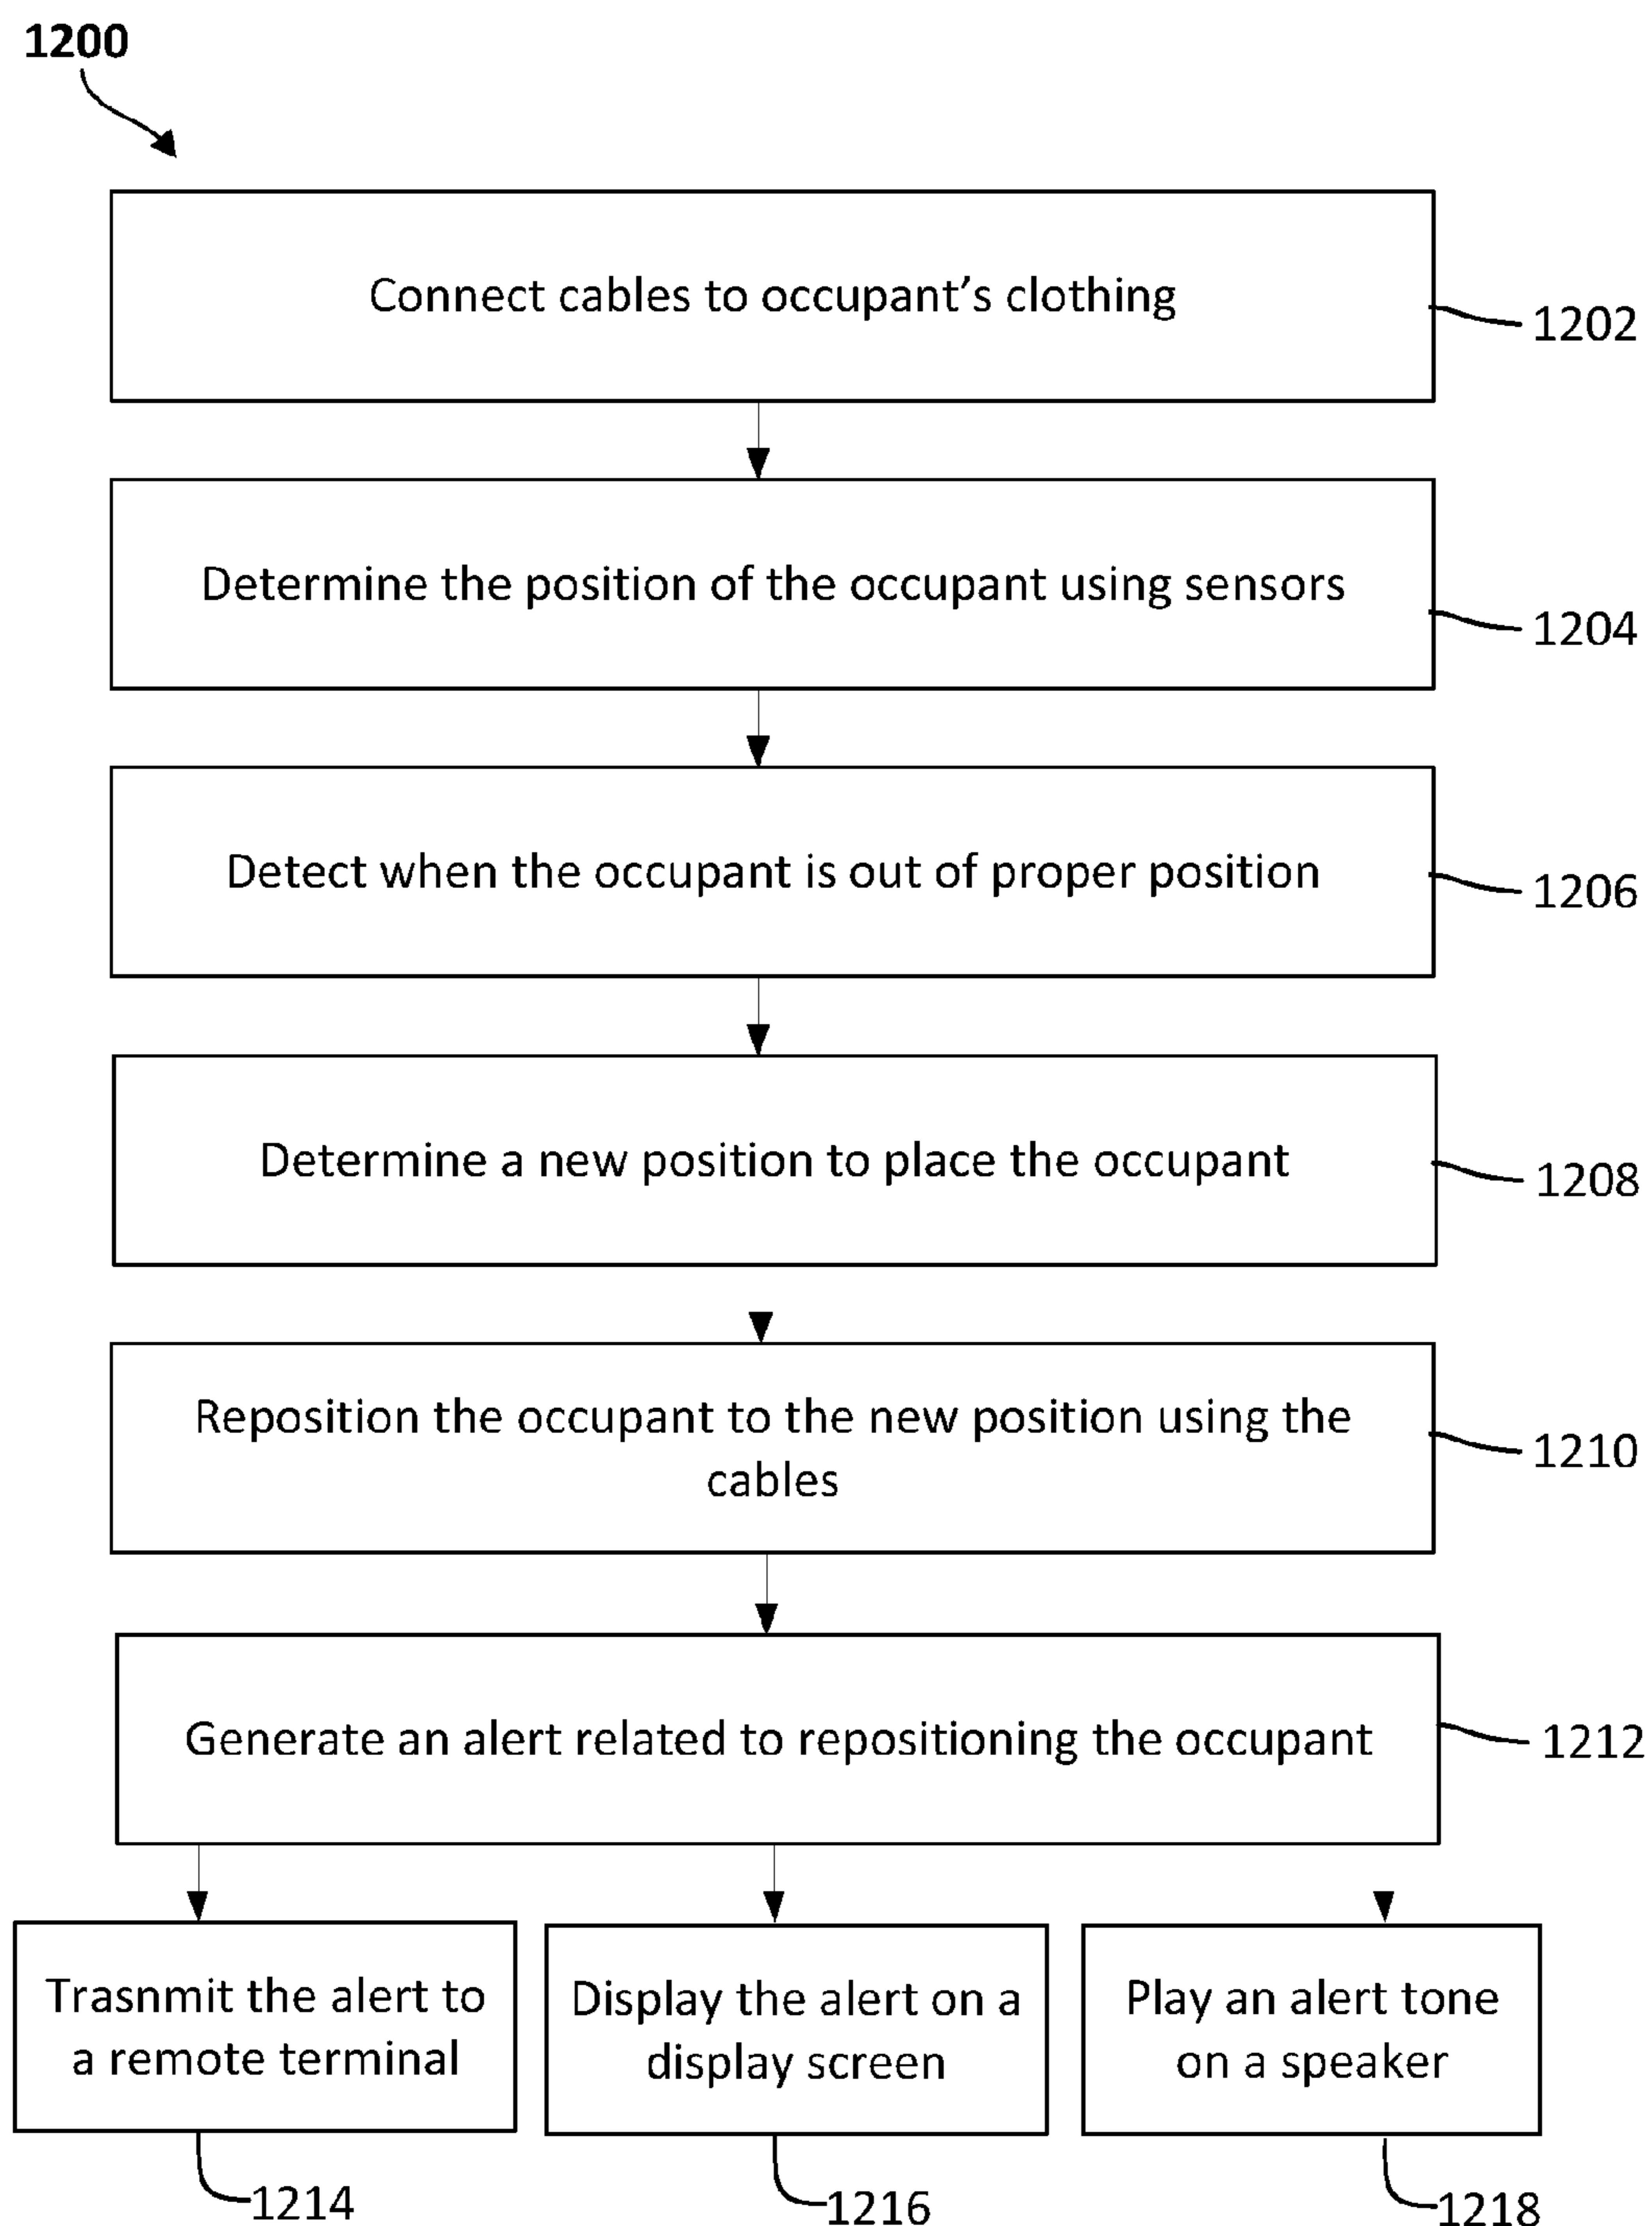 1200
Connect cables to occupant’s clothing
1202
Determine the position of the occupant using sensors
1204
Detect when the occupant is out of proper position
1206
Determine a new position to place the occupant
1208
Reposition the occupant to the new position using the
cables
1210
Generate an alert related to repositioning the occupant
1212
Trasnmit the alert to
a remote terminal
1214
Display the alert on a
display screen
1216
Play an alert tone
on a speaker
1218